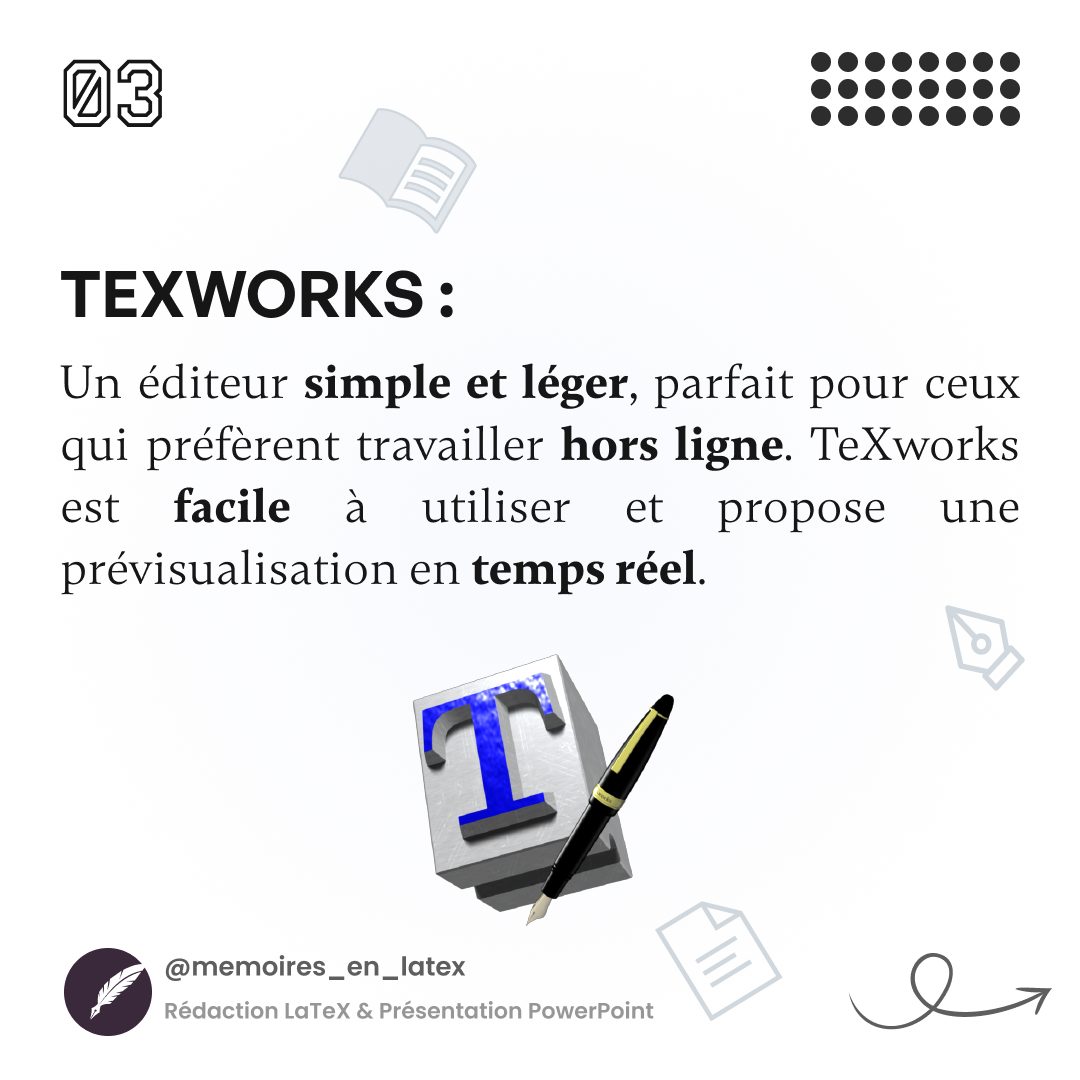 03
TEXWORKS :
Un éditeur simple et léger, parfait pour ceux
qui préfèrent travailler hors ligne. TeXworks
est facile à utiliser et propose une
prévisualisation en temps réel.
T
@memoires_en_latex
Rédaction LaTeX & Présentation PowerPoint